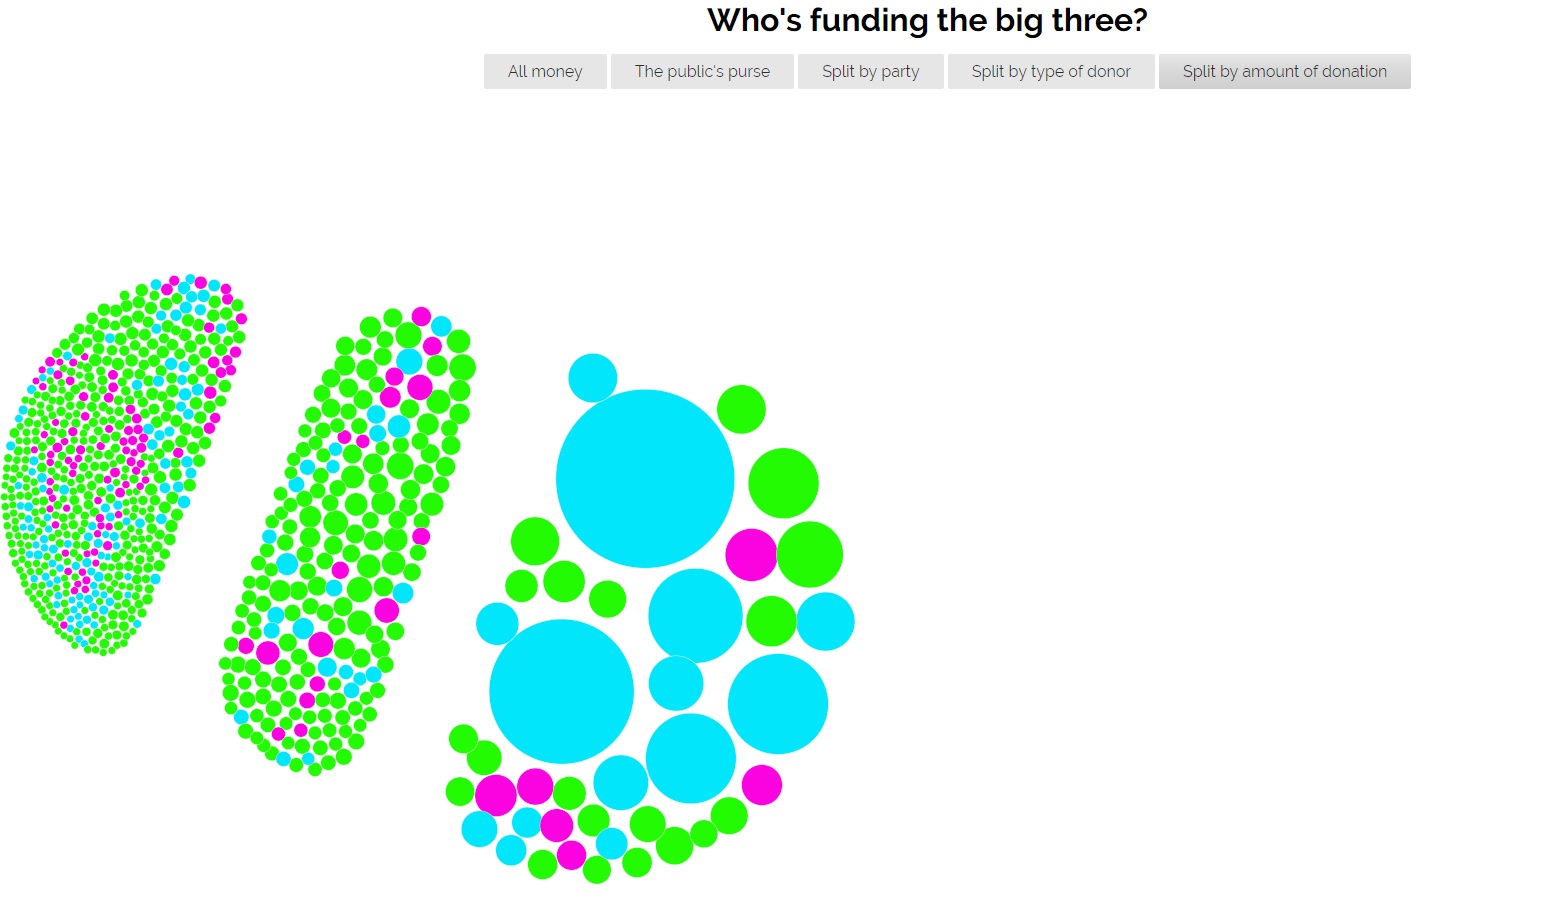 Who's funding the big three?
All money
The public's purse
Split by party
Split by type of donor
Split by amount of donation